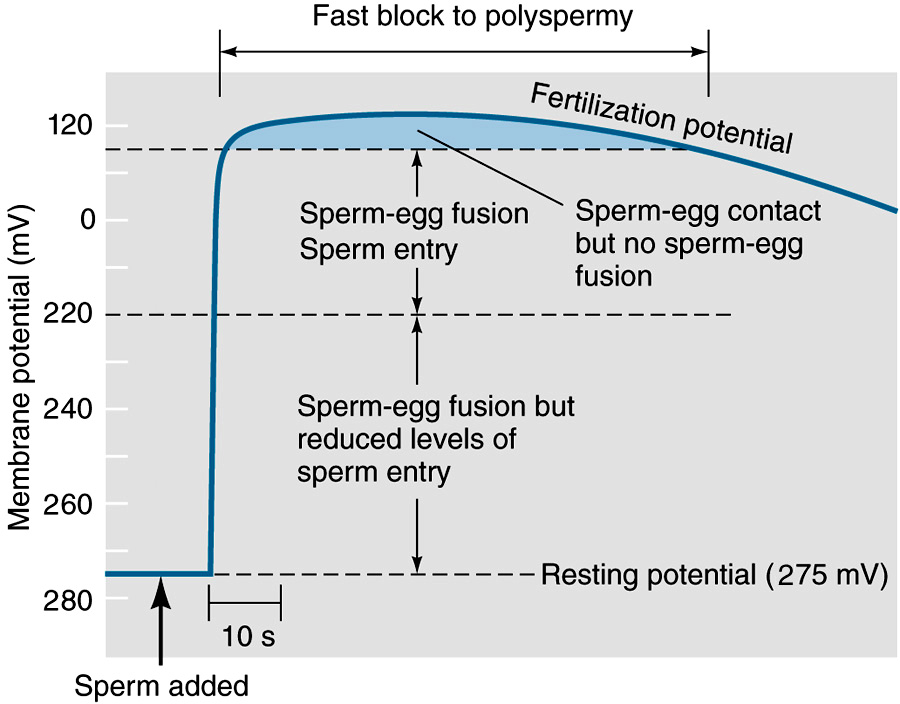 Fast block to polyspermy
Fertilization potential
120
0
220
240
260
280
Membrane potential (mV)
Sperm-egg fusion
Sperm entry
Sperm-egg contact
but no sperm-egg
fusion
Sperm-egg fusion but
reduced levels of
sperm entry
Resting potential (275 mV)
10 s
Sperm added